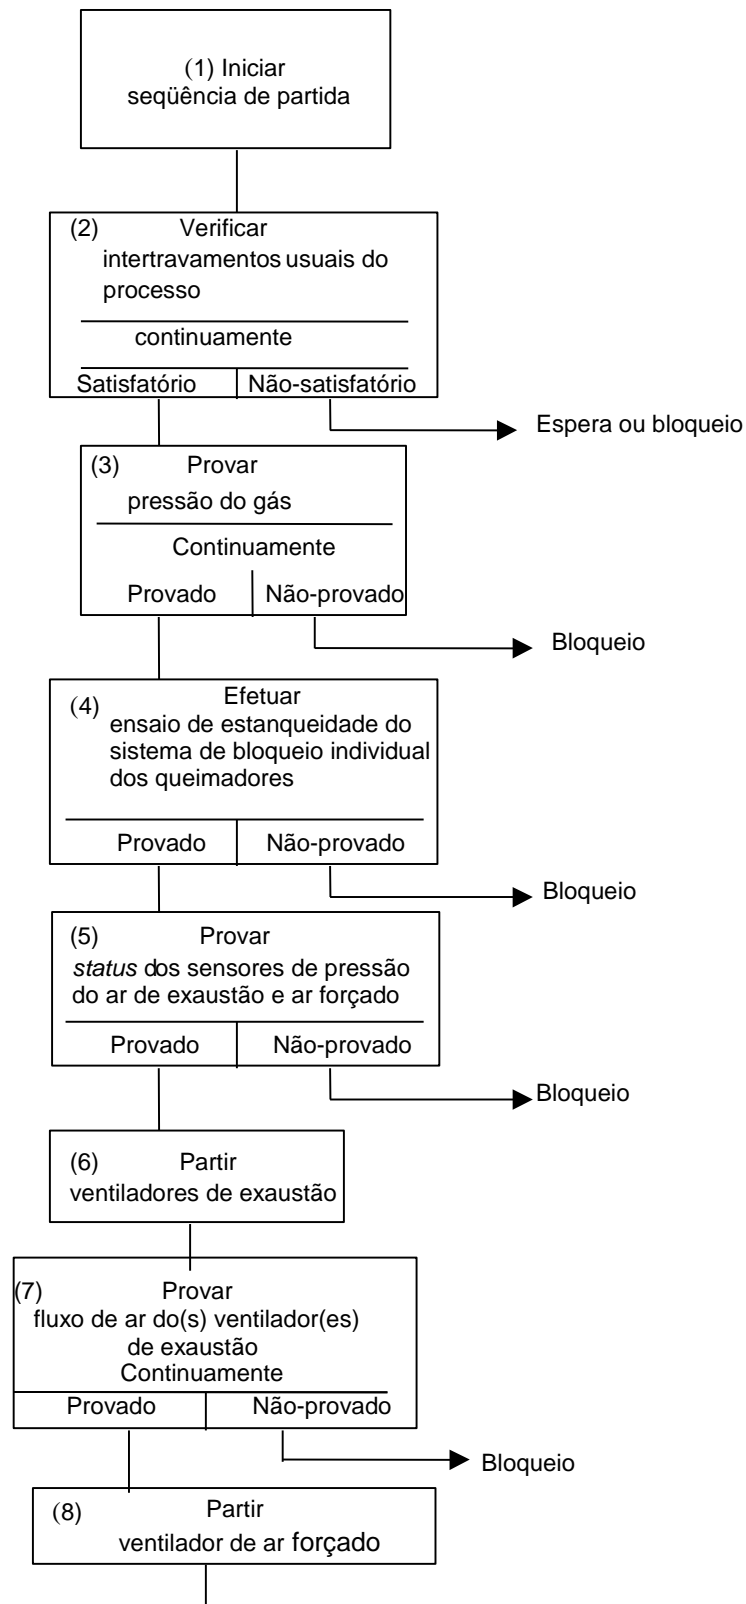 (1) Iniciar
seqüência de partida
(2) Verificar
intertravamentos usuais do
processo
continuamente
Satisfatório Não-satisfatório
Espera ou bloqueio
(3) Provar
pressão do gás
Continuamente
Provado Não-provado
Bloqueio
(4) Efetuar
ensaio de estanqueidade do
sistema de bloqueio individual
dos queimadores
Provado Não-provado
Bloqueio
(5) Provar
status dos sensores de pressão
do ar de exaustão e ar forçado
Provado Não-provado
Bloqueio
(6) Partir
ventiladores de exaustão
(7) Provar
fluxo de ar do(s) ventilador(es)
de exaustão
Continuamente
Provado Não-provado
Bloqueio
(8) Partir
ventilador de ar forçado